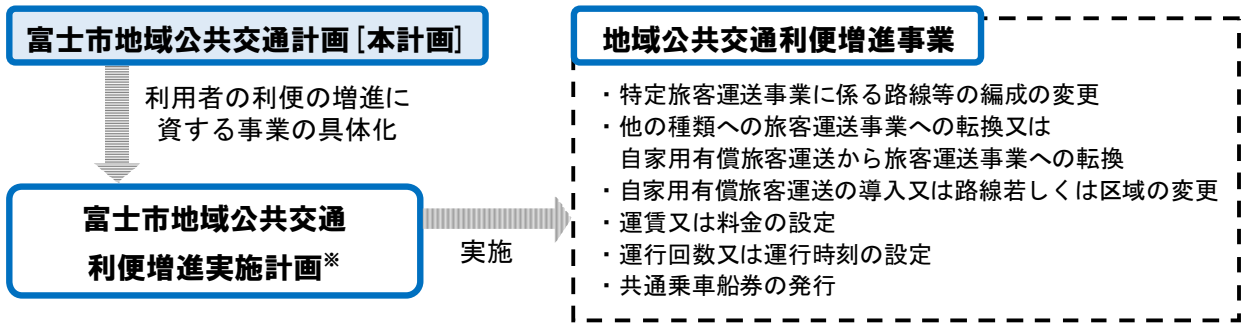 富士市地域公共交通計画[本計画]
利用者の利便の増進に
資する事業の具体化
富士市地域公共交通
利便増進実施計画※
実施
地域公共交通利便増進事業
・特定旅客運送事業に係る路線等の編成の変更
・他の種類への旅客運送事業への転換又は
自家用有償旅客運送から旅客運送事業への転換
・自家用有償旅客運送の導入又は路線若しくは区域の変更
・運賃又は料金の設定
・運行回数又は運行時刻の設定
・共通乗車船券の発行